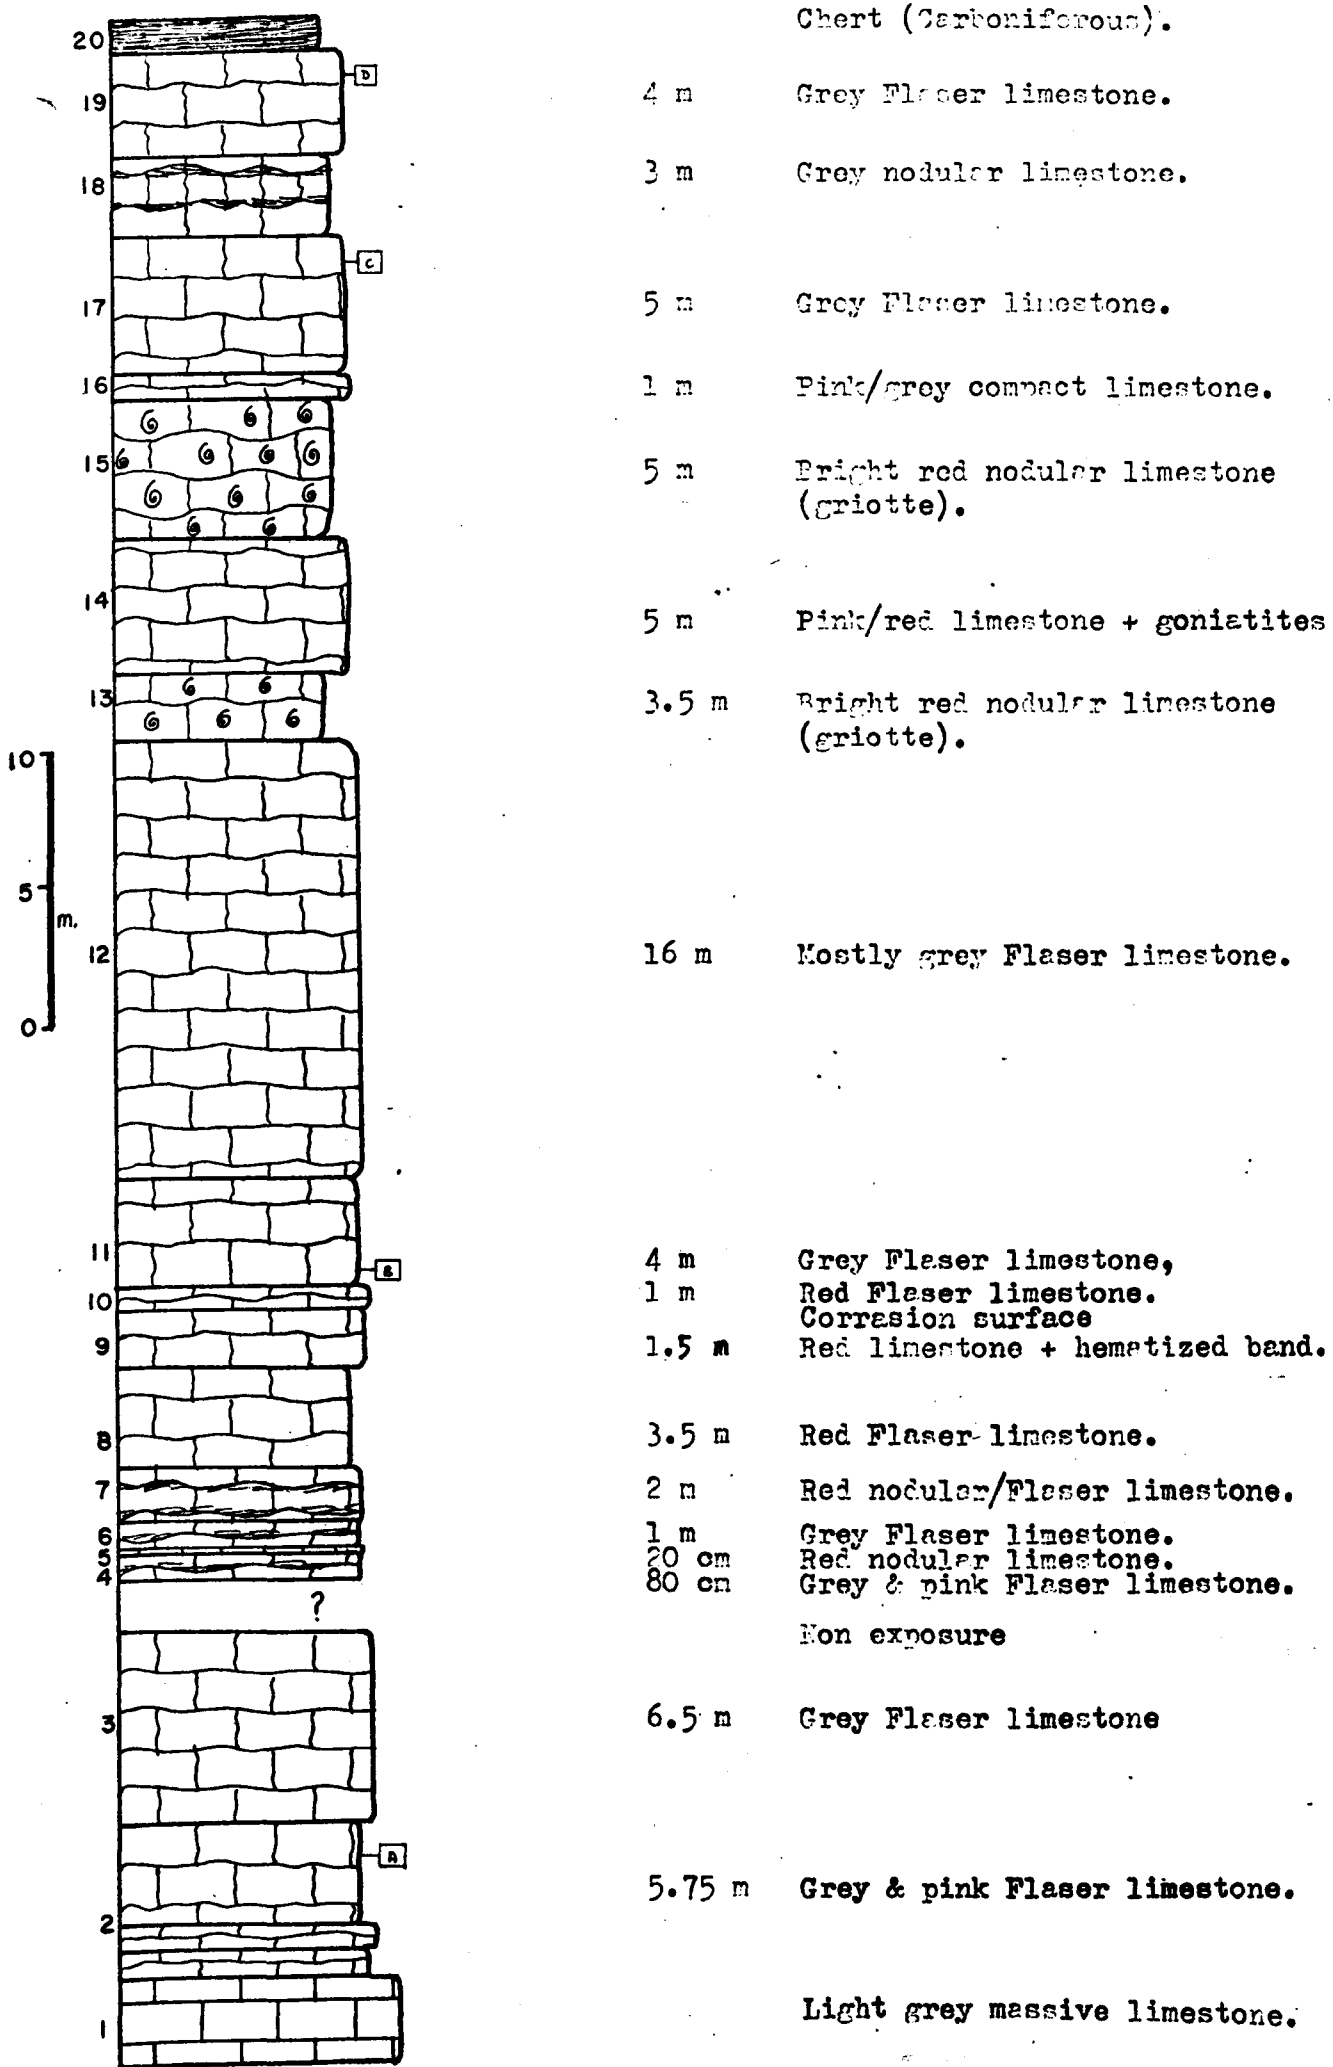 Chert (Carboniferous).
20
D
19 4 m Grey Flaser limestone.
18 3 m Grey nodular limestone.
C
17 5 m Grey Flaser limestone.
16 1 m Pink/grey compact limestone.
15 5 m Bright red nodular limestone
(griotte).
14 5 m Pink/red limestone + goniatites
13 3.5 m Bright red nodular limestone
(griotte).
10
5
m.
12 16 m Mostly grey Flaser limestone.
0
11 4 m Grey Flaser limestone,
B
10 1 m Red Flaser limestone.
Corrasion surface
9 1.5 m Red limestone + hematized band.
8 3.5 m Red Flaser limestone.
7 2 m Red nodular/Flaser limestone.
6 1 m Grey Flaser limestone.
5 20 cm Red nodular limestone.
4 80 cm Grey & pink Flaser limestone.
?
Non exposure
3 6.5 m Grey Flaser limestone
A
2 5.75 m Grey & pink Flaser limestone.
1 Light grey massive limestone.